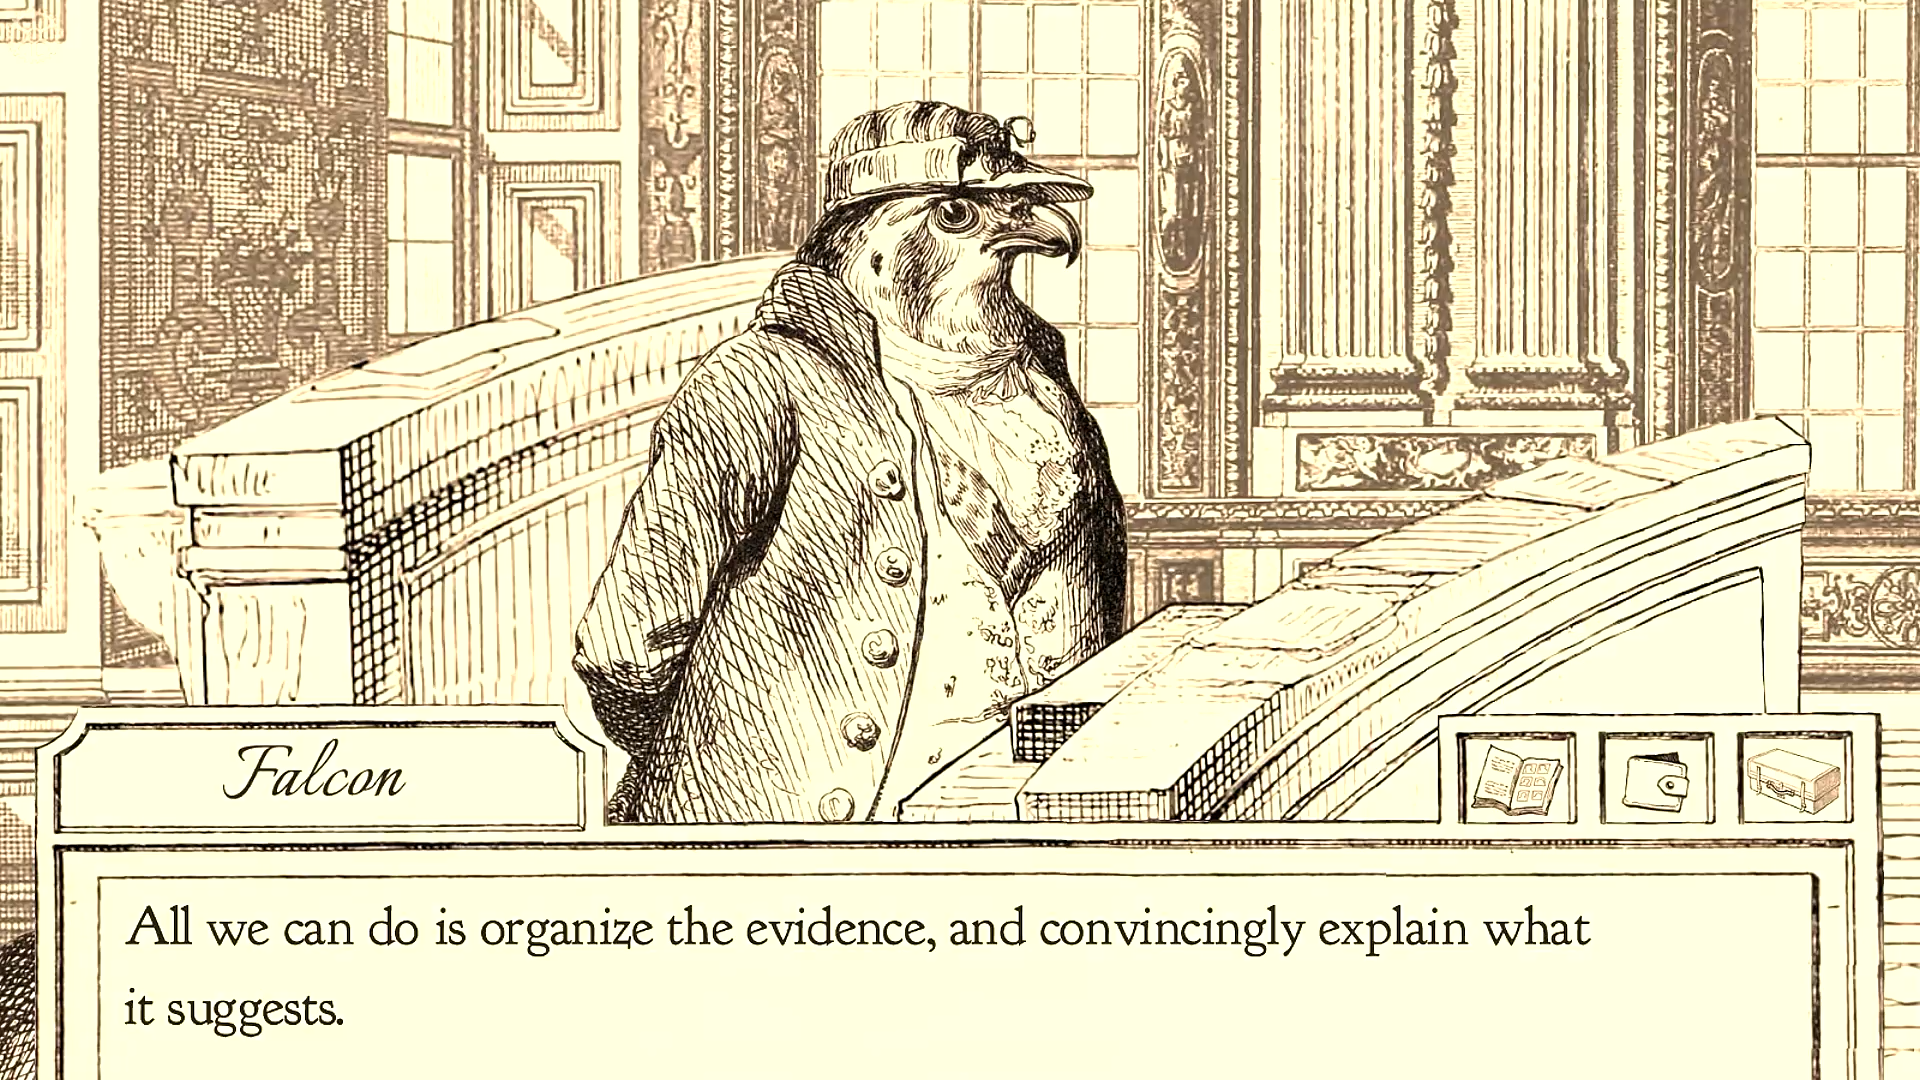 Falcon
All we can do is organize the evidence, and convincingly explain what
it suggests.